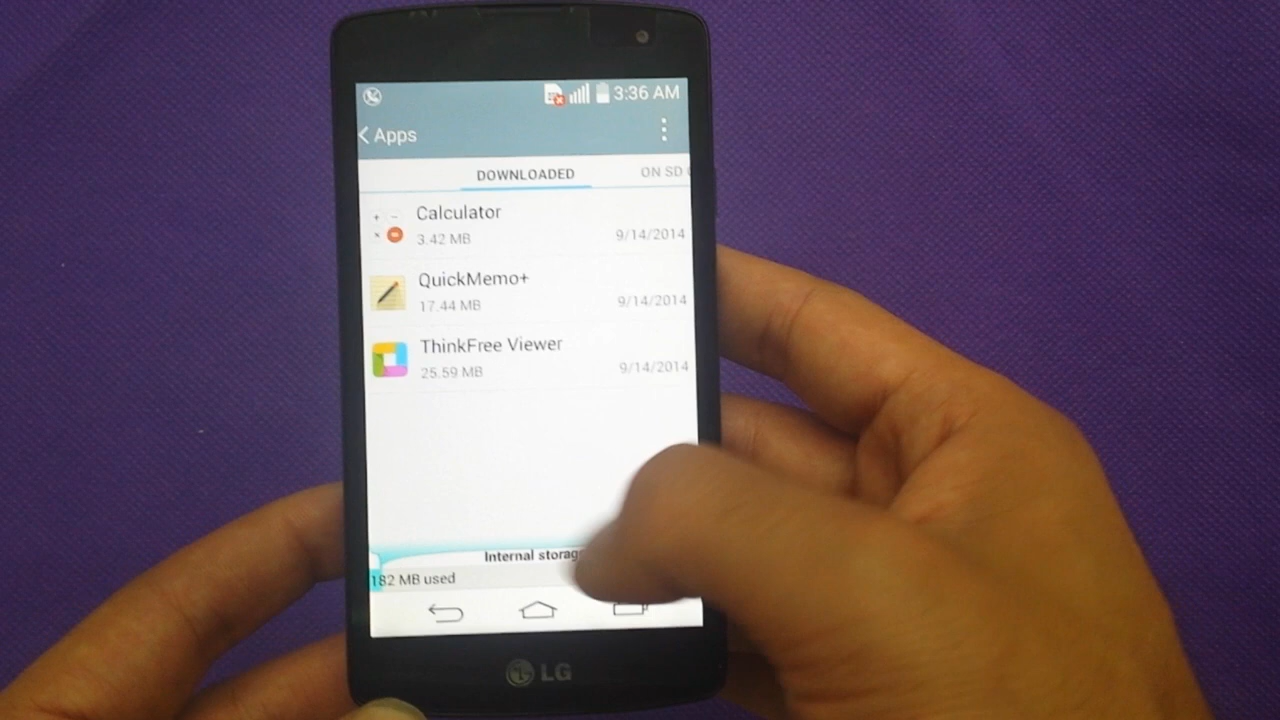 3:36 AM
Apps
DOWNLOADED
ON SD
Calculator
3.42 MB
9/14/2014
QuickMemo+
17.44 MB
9/14/2014
ThinkFree Viewer
25.59 MB
9/14/2014
Internal storage
182 MB used
LG